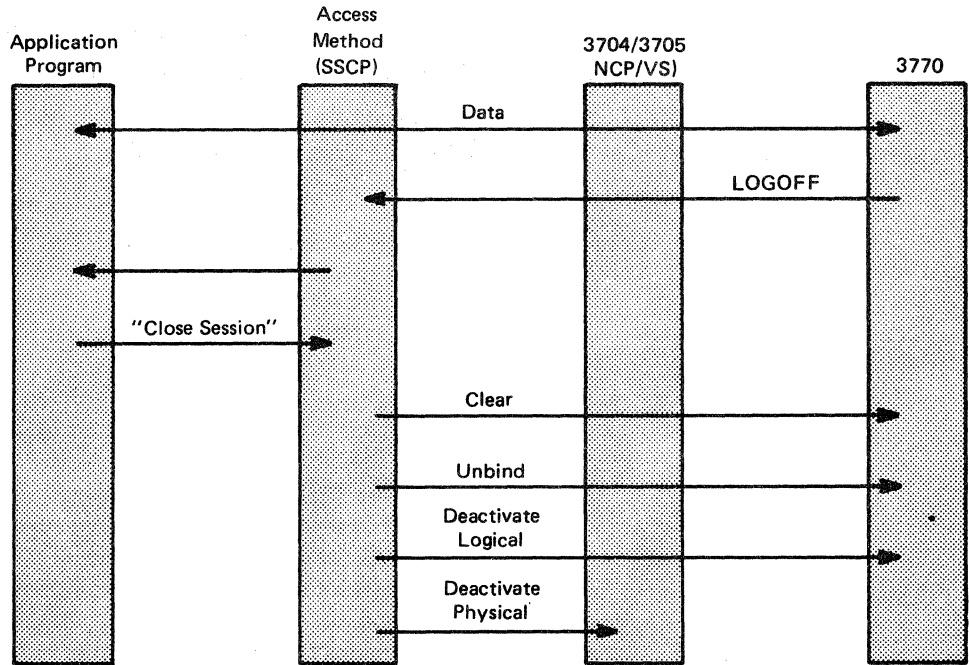 Access
Method
(SSCP)
Application
Program
3704/3705
NCP/VS)
3770
Data
LOGOFF
"Close Session"
Clear
Unbind
Deactivate
Logical
Deactivate
Physical